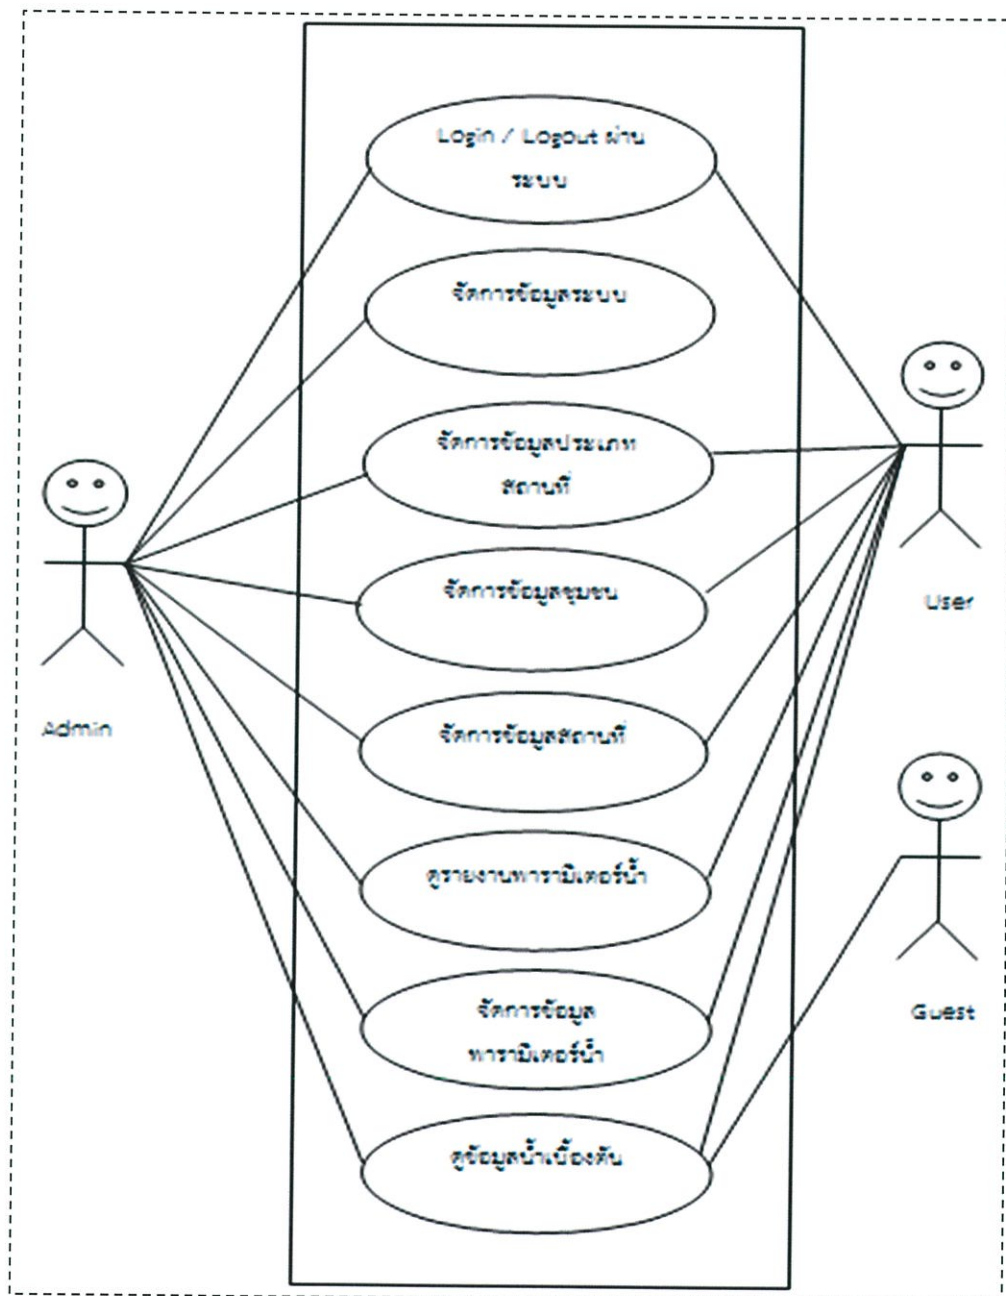 Login / Logout ผ่าน
ระบบ
จัดการข้อมูลระบบ
จัดการข้อมูลประเภท
สถานที่
จัดการข้อมูลชุมชน
จัดการข้อมูลสถานที่
ดูรายงานพารามิเตอร์น้ำ
จัดการข้อมูล
พารามิเตอร์น้ำ
ดูข้อมูลน้ำเบื้องต้น
Admin
User
Guest